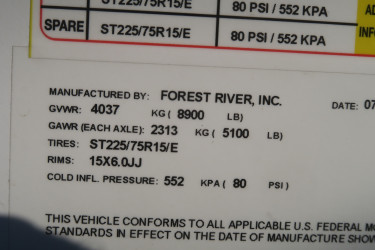 ST225/75R15/E 80 PSI / 552 KPA
SPARE ST225/75R15/E 80 PSI / 552 KPA
MANUFACTURED BY: FOREST RIVER, INC. DATE: 07
GVWR: 4037 KG ( 8900 LB)
GAWR (EACH AXLE): 2313 KG ( 5100 LB)
TIRES: ST225/75R15/E
RIMS: 15X6.0JJ
COLD INFL. PRESSURE: 552 KPA ( 80 PSI )
THIS VEHICLE CONFORMS TO ALL APPLICABLE U.S. FEDERAL MO
STANDARDS IN EFFECT ON THE DATE OF MANUFACTURE SHOW